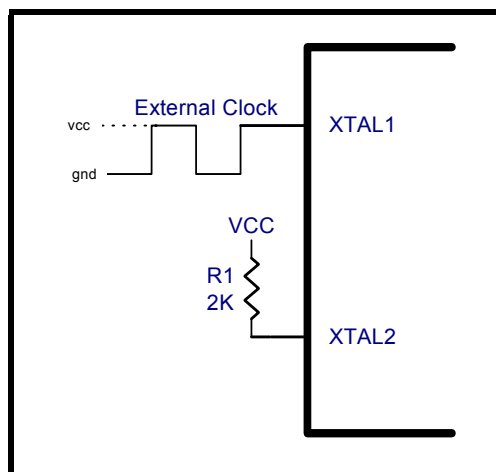 External Clock
vcc
XTAL1
gnd
VCC
R1
2K
XTAL2